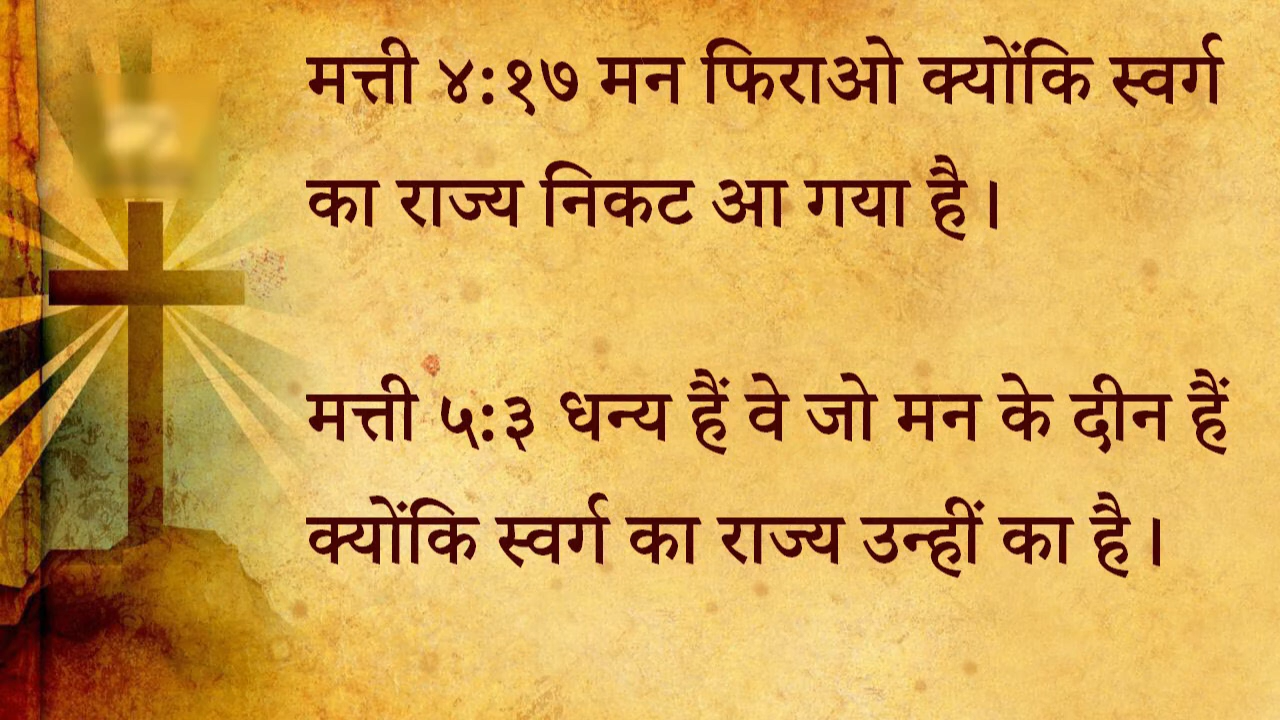 मत्ती ४:१७ मन फिराओ क्योंकि स्वर्ग
का राज्य निकट आ गया है।
मत्ती ५:३ धन्य हैं वे जो मन के दीन हैं
क्योंकि स्वर्ग का राज्य उन्हीं का है।